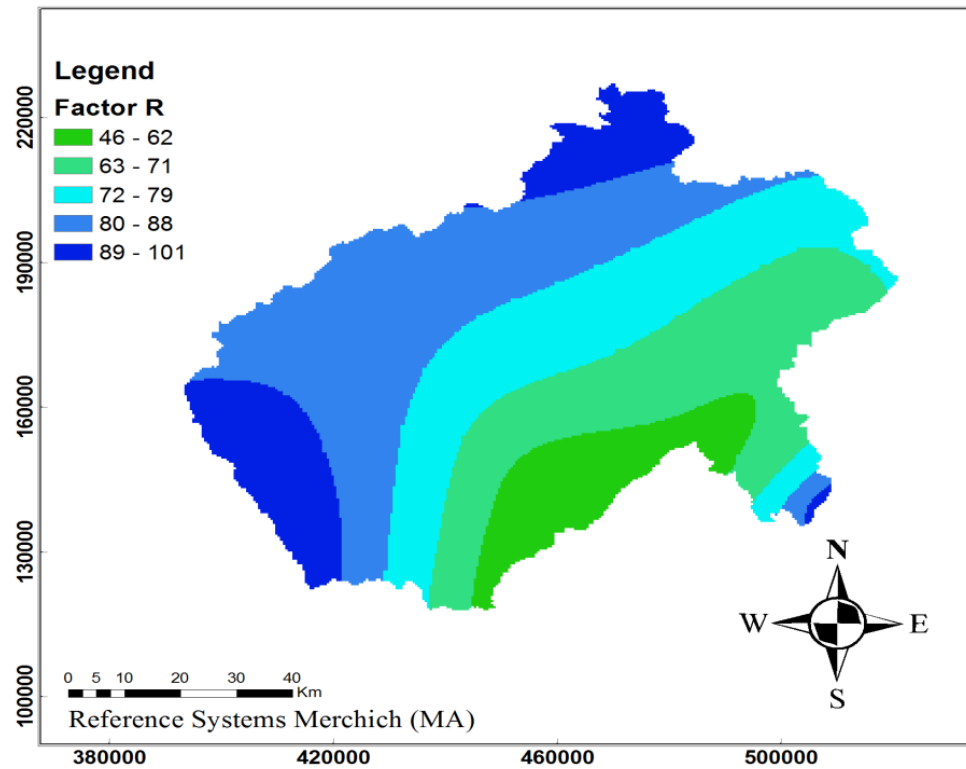 Legend
Factor R
46 - 62
63 - 71
72 - 79
80 - 88
89 - 101
220000
190000
160000
130000
100000
N
W E
S
0 5 10 20 30 40
Km
Reference Systems Merchich (MA)
380000 420000 460000 500000